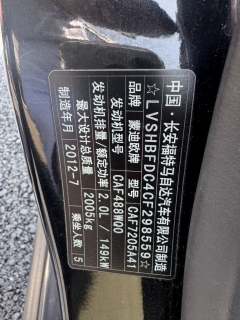 中国·长安福特马自达汽车有限公司制造
☆LVSHBFDC4CF298559☆
品牌 蒙迪欧牌 CAF7205A41
发动机型号 CAF488WQ0
发动机排量/额定功率 2.0L / 149kW
最大设计总质量 2005kg
制造年月 2012-7 乘坐人数 5